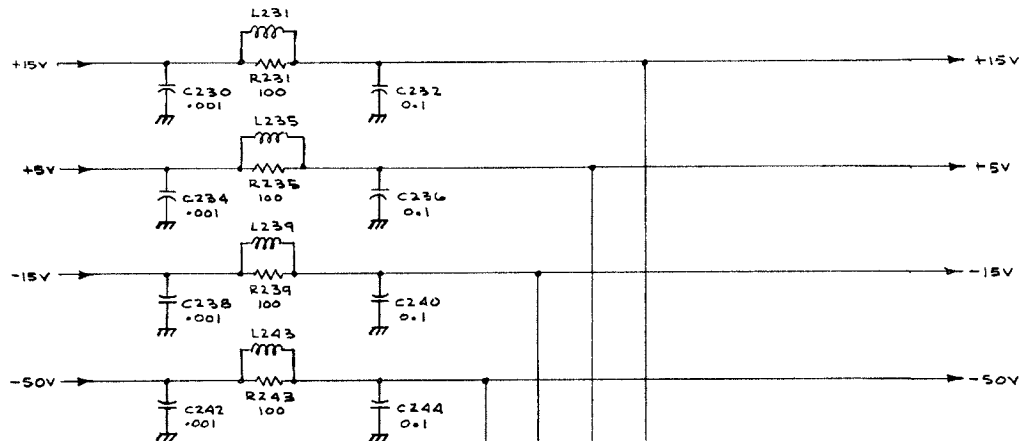 L231
+15V
R231
100
C230
.001
C232
0.1
+15V
L235
+5V
R235
100
C234
.001
C236
0.1
+5V
L239
-15V
R239
100
C238
.001
C240
0.1
-15V
L243
-50V
R243
100
C242
.001
C244
0.1
-50V